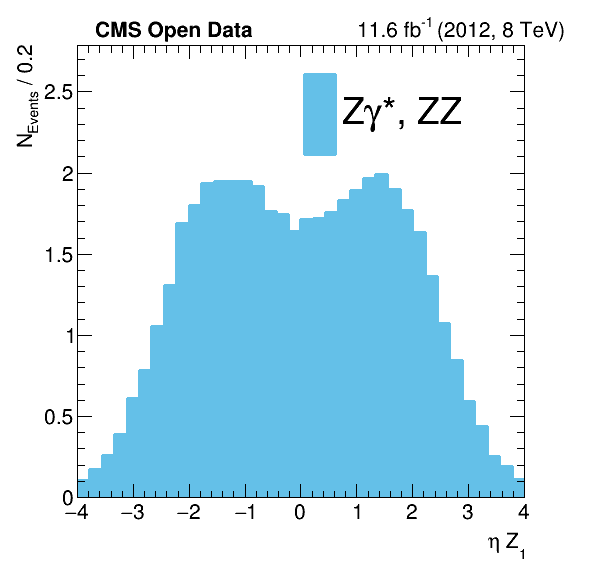 CMS Open Data 11.6 fb⁻¹ (2012, 8 TeV)
N_Events / 0.2
Zγ*, ZZ
2.5
2
1.5
1
0.5
0
−4 −3 −2 −1 0 1 2 3 4
η Z₁